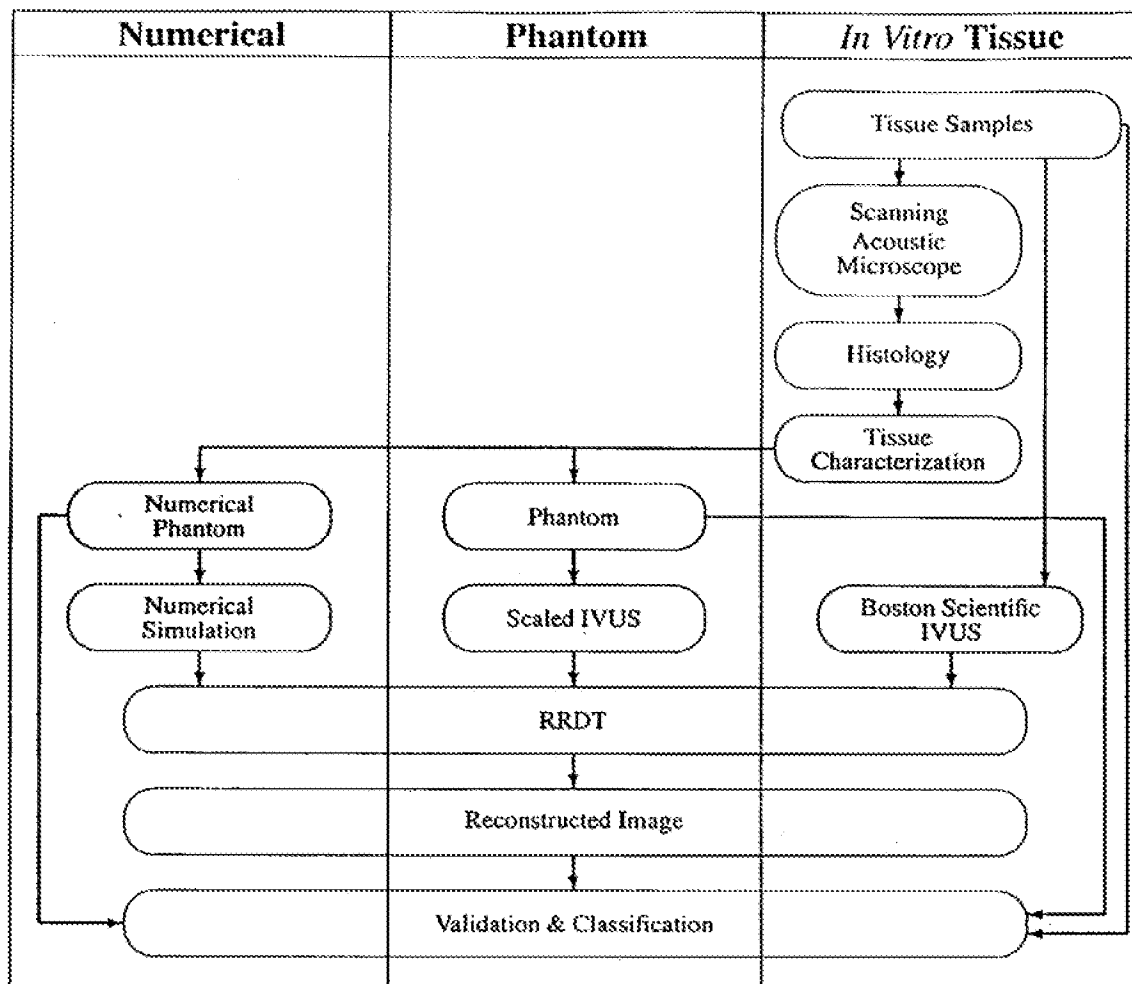 Numerical
Phantom
In Vitro Tissue
Tissue Samples
Scanning
Acoustic
Microscope
Histology
Tissue
Characterization
Numerical
Phantom
Phantom
Numerical
Simulation
Scaled IVUS
Boston Scientific
IVUS
RRDT
Reconstructed Image
Validation & Classification